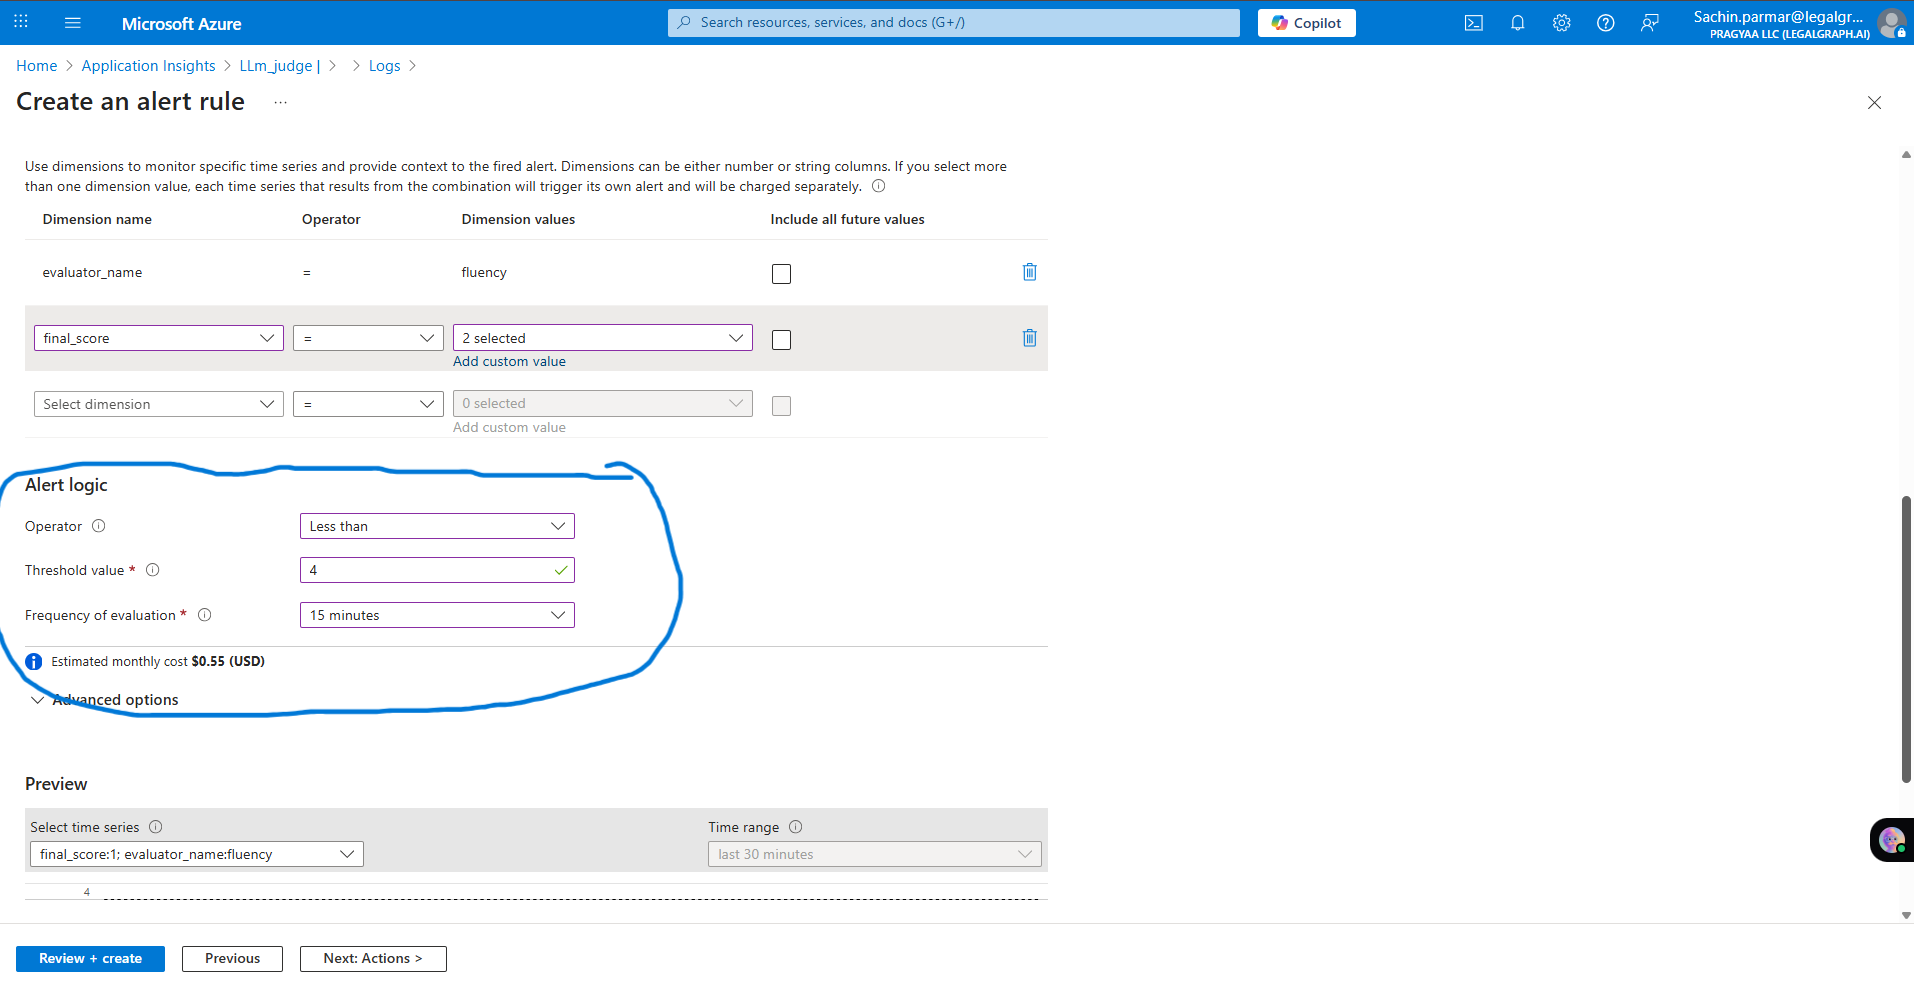 Microsoft Azure
Search resources, services, and docs (G+/)
Copilot
Sachin.parmar@legalgr...
PRAGYAA LLC (LEGALGRAPH.AI)
Home > Application Insights > LLm_judge | > > Logs >
Create an alert rule ...
Use dimensions to monitor specific time series and provide context to the fired alert. Dimensions can be either number or string columns. If you select more
than one dimension value, each time series that results from the combination will trigger its own alert and will be charged separately.
Dimension name Operator Dimension values Include all future values
evaluator_name = fluency
final_score = 2 selected
Add custom value
Select dimension = 0 selected
Add custom value
Alert logic
Operator Less than
Threshold value * 4
Frequency of evaluation * 15 minutes
Estimated monthly cost $0.55 (USD)
Advanced options
Preview
Select time series Time range
final_score:1; evaluator_name:fluency last 30 minutes
4
Review + create Previous Next: Actions >